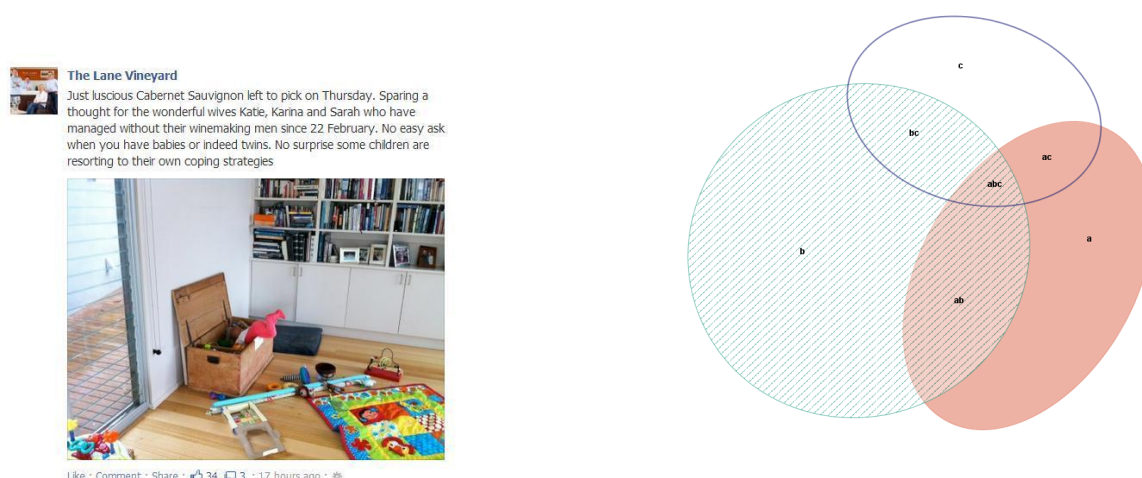 The Lane Vineyard
Just luscious Cabernet Sauvignon left to pick on Thursday. Sparing a
thought for the wonderful wives Katie, Karina and Sarah who have
managed without their winemaking men since 22 February. No easy ask
when you have babies or indeed twins. No surprise some children are
resorting to their own coping strategies
Like · Comment · Share · 34 3 · 17 hours ago ·
c
bc
ac
abc
a
b
ab